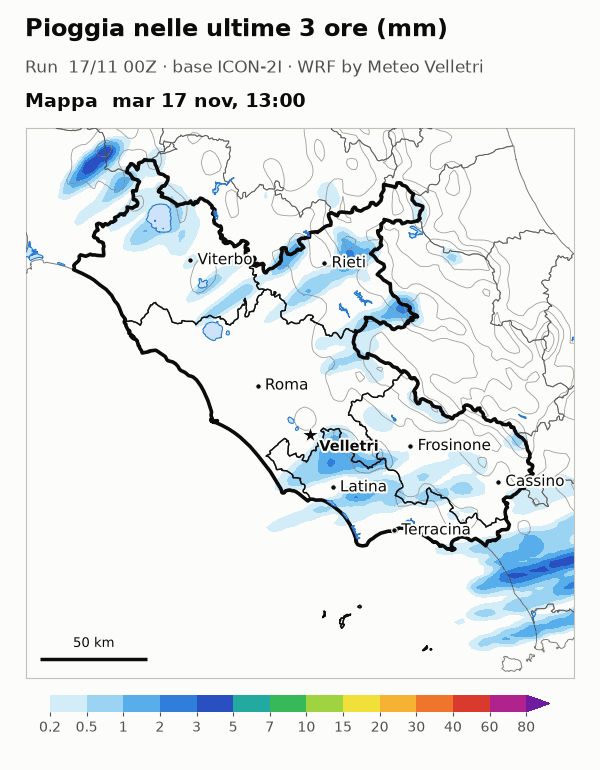 Pioggia nelle ultime 3 ore (mm)
Run  17/11 00Z · base ICON-2I · WRF by Meteo Velletri
Mappa  mar 17 nov, 13:00
Viterbo
Rieti
Roma
Velletri
Frosinone
Latina
Cassino
Terracina
50 km
0.2 0.5 1 2 3 5 7 10 15 20 30 40 60 80